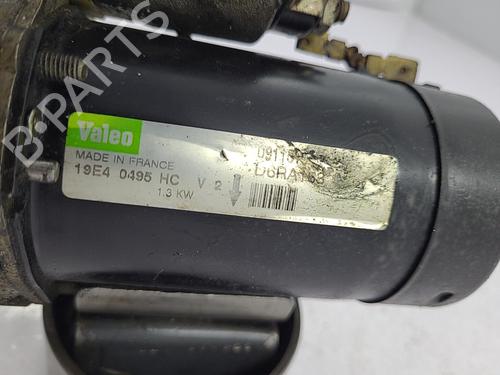 B-PARTS
Valeo
MADE IN FRANCE
19E4 0495 HC V 2
1.3 KW